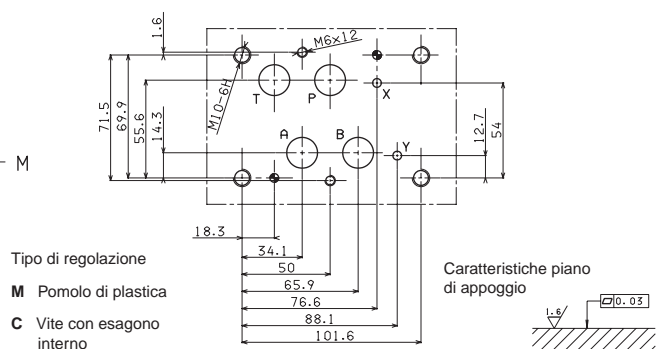 1.6
M6x12
71.5
69.9
55.6
14.3
M10-6H
T
P
X
A
B
Y
12.7
54
M
18.3
34.1
50
65.9
76.6
88.1
101.6
Tipo di regolazione
M Pomolo di plastica
C Vite con esagono
interno
Caratteristiche piano
di appoggio
1.6
0.03